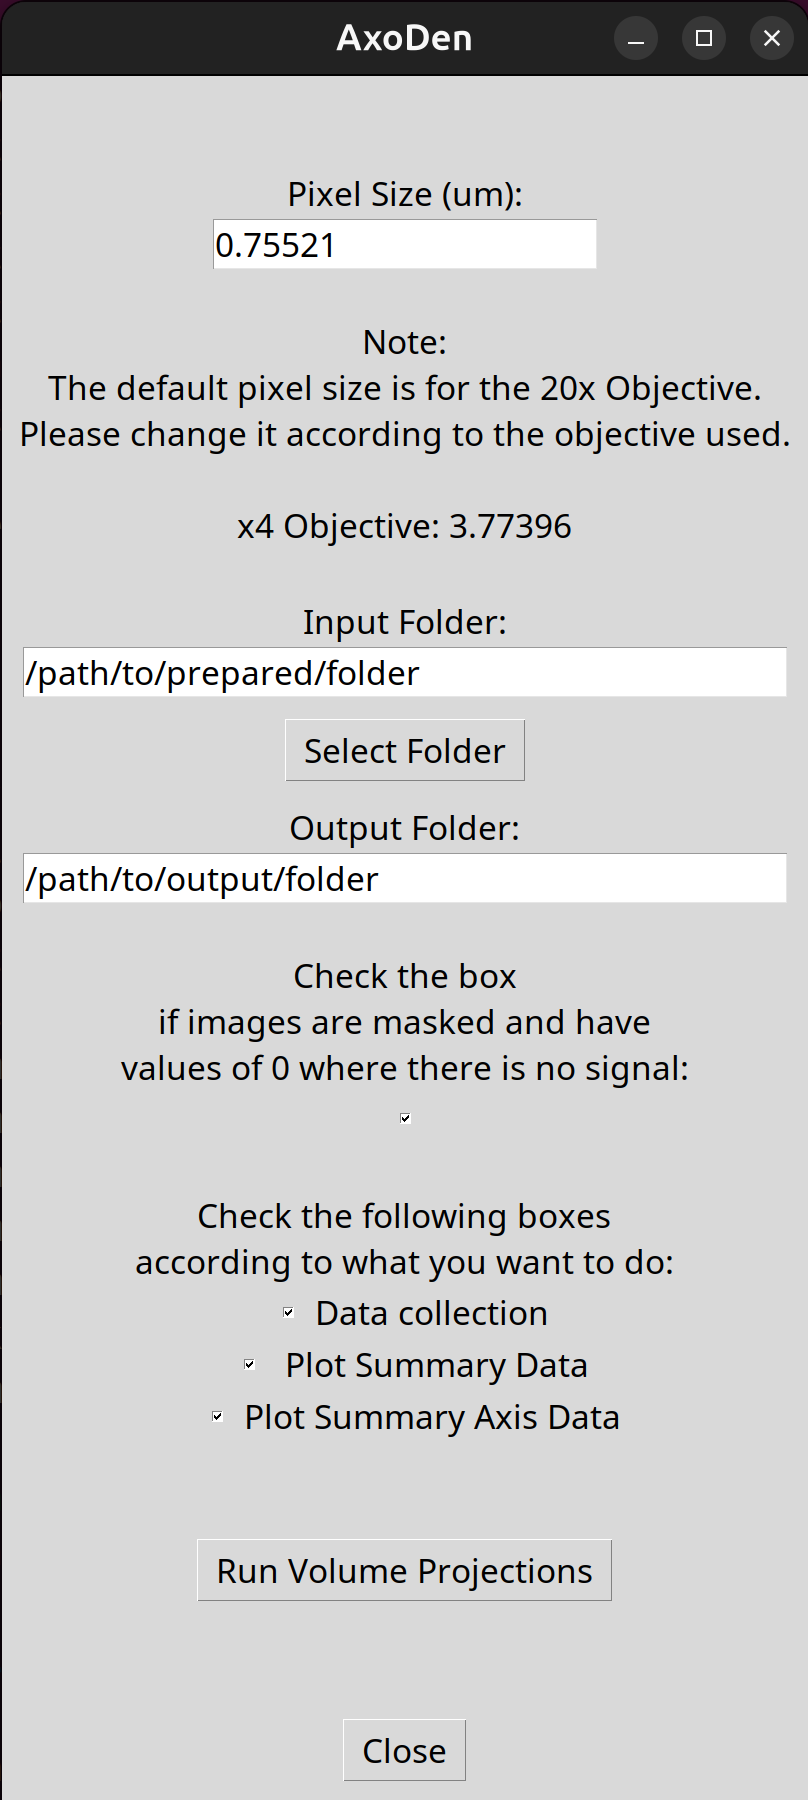 AxoDen
Pixel Size (um):
0.75521
Note:
The default pixel size is for the 20x Objective.
Please change it according to the objective used.
x4 Objective: 3.77396
Input Folder:
/path/to/prepared/folder
Select Folder
Output Folder:
/path/to/output/folder
Check the box
if images are masked and have
values of 0 where there is no signal:
Check the following boxes
according to what you want to do:
Data collection
Plot Summary Data
Plot Summary Axis Data
Run Volume Projections
Close